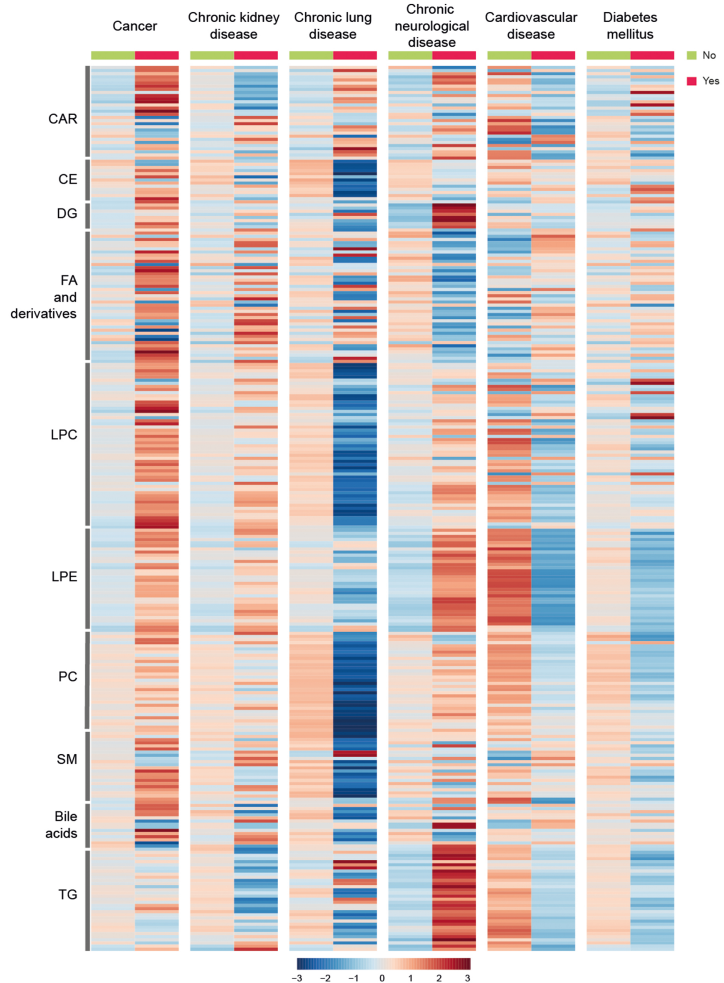 Cancer
Chronic kidney
disease
Chronic lung
disease
Chronic
neurological
disease
Cardiovascular
disease
Diabetes
mellitus
No
Yes
CAR
CE
DG
FA
and
derivatives
LPC
LPE
PC
SM
Bile
acids
TG
−3 −2 −1 0 1 2 3